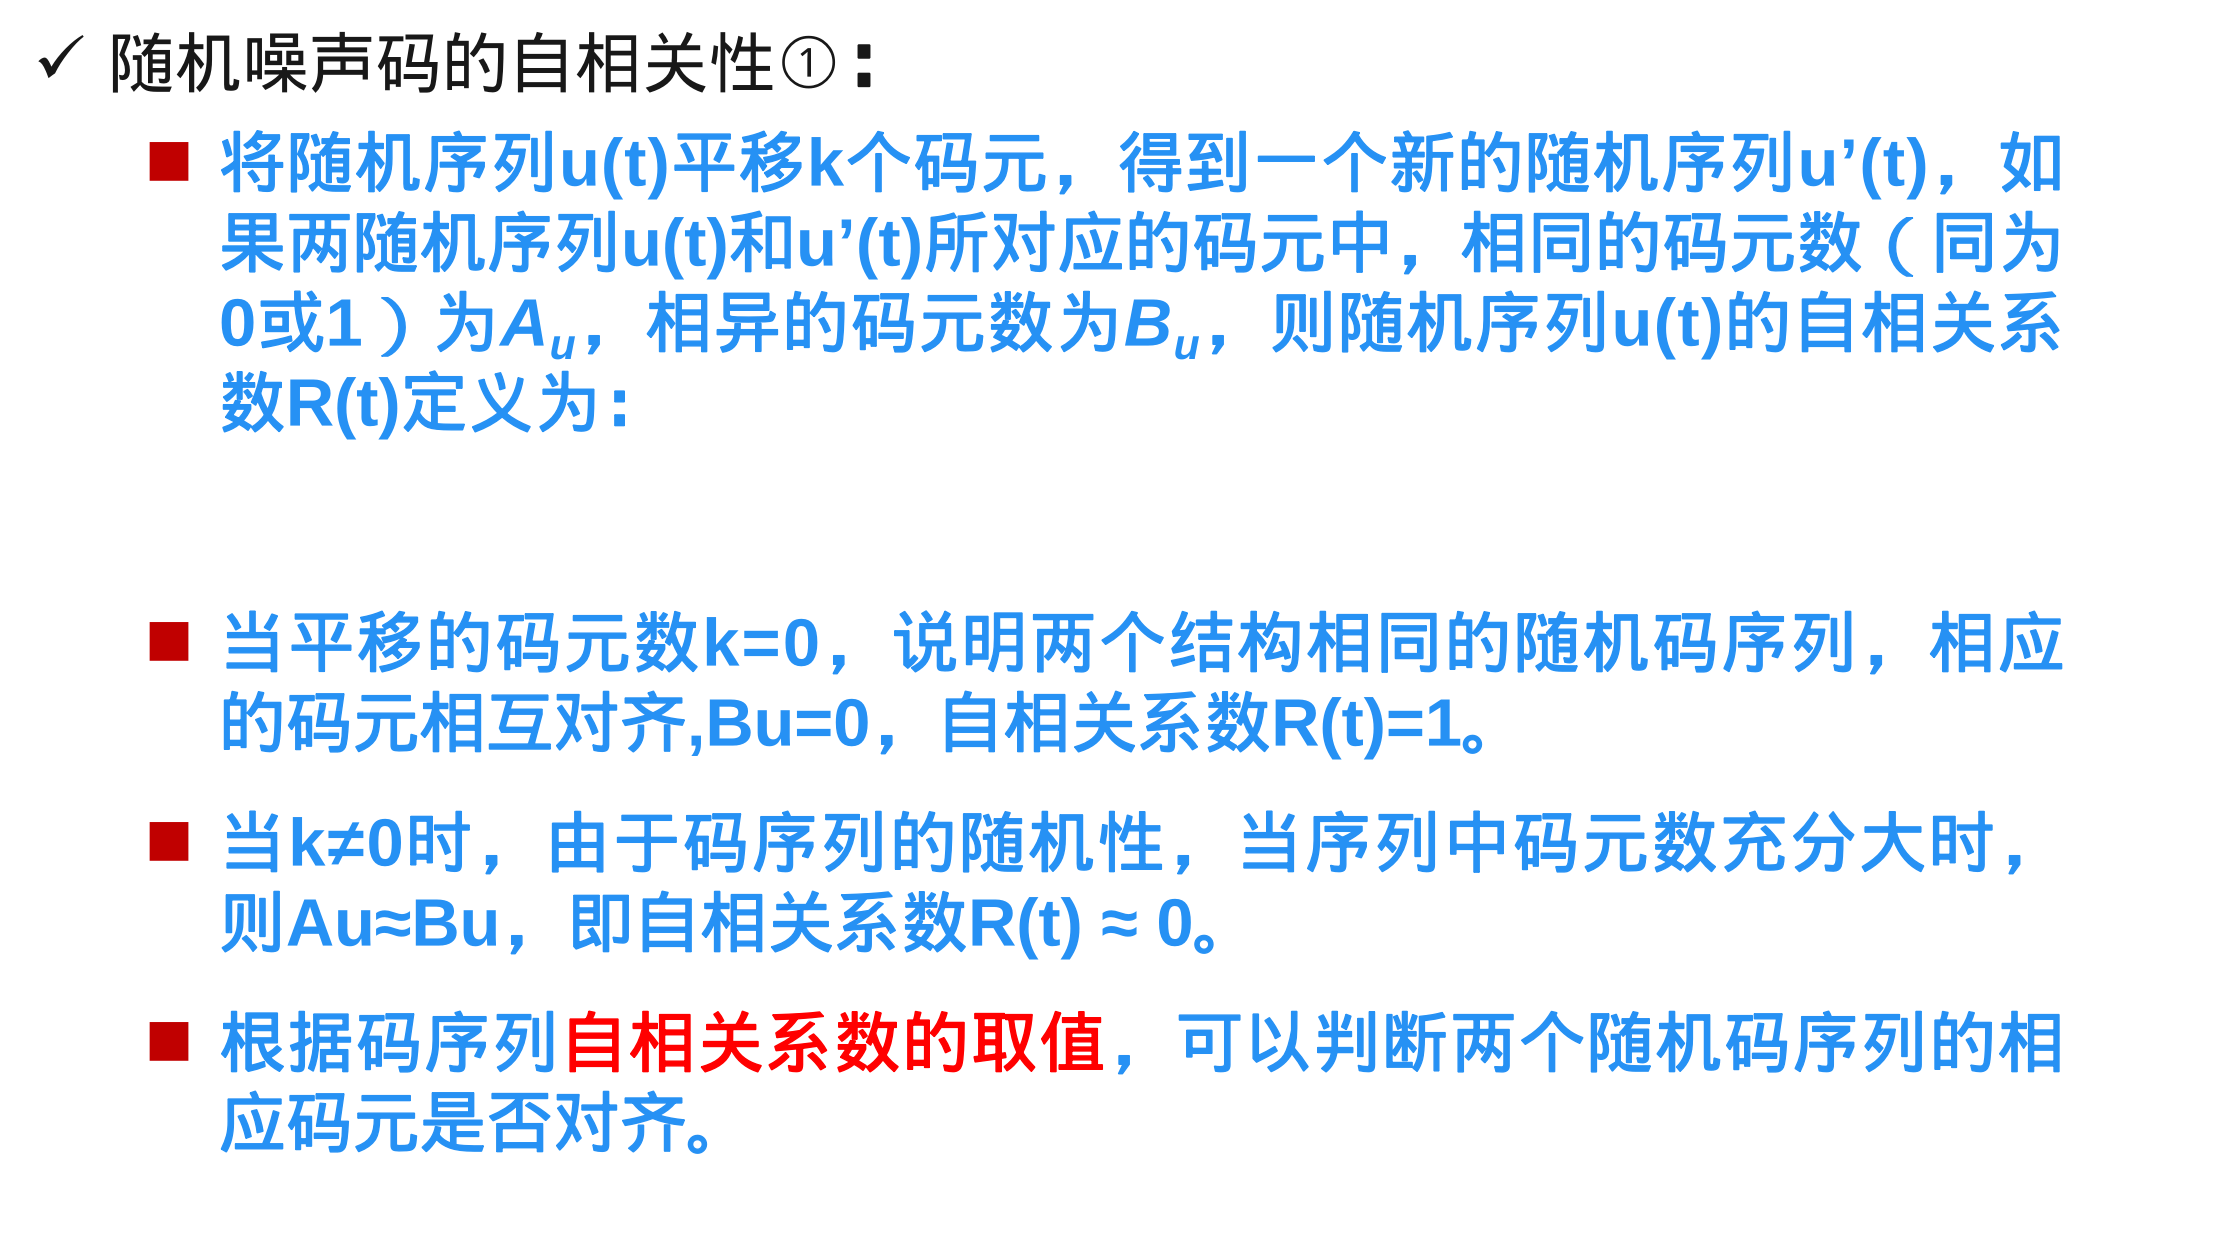 ✓ 随机噪声码的自相关性①:
■ 将随机序列u(t)平移k个码元，得到一个新的随机序列u’(t)，如
果两随机序列u(t)和u’(t)所对应的码元中，相同的码元数（同为
0或1）为Au，相异的码元数为Bu，则随机序列u(t)的自相关系
数R(t)定义为：
■ 当平移的码元数k=0，说明两个结构相同的随机码序列，相应
的码元相互对齐,Bu=0，自相关系数R(t)=1。
■ 当k≠0时，由于码序列的随机性，当序列中码元数充分大时，
则Au≈Bu，即自相关系数R(t) ≈ 0。
■ 根据码序列自相关系数的取值，可以判断两个随机码序列的相
应码元是否对齐。